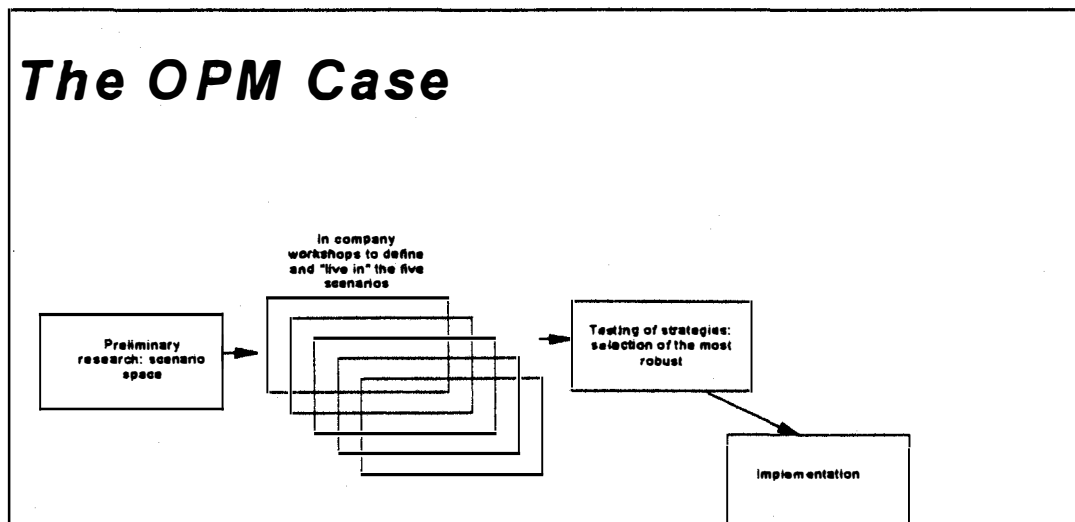 The OPM Case
In company
workshops to define
and "live in" the five
scenarios
Preliminary
research: scenario
space
Testing of strategies:
selection of the most
robust
Implementation